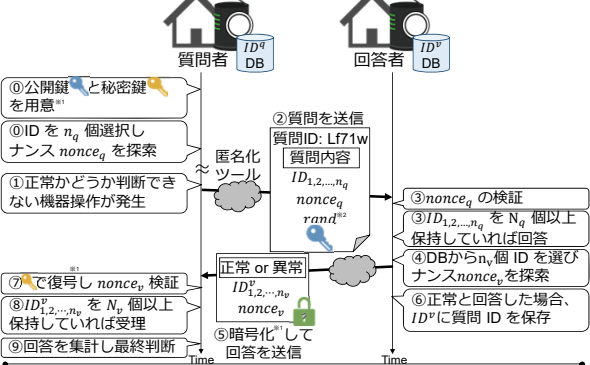 ID^q
DB
質問者
ID^v
DB
回答者
⓪公開鍵と秘密鍵
を用意※1
⓪IDを n_q 個選択し
ナンス nonce_q を探索
①正常かどうか判断でき
ない機器操作が発生
匿名化
ツール
②質問を送信
質問ID: Lf71w
質問内容
ID_1,2,…,n_q
nonce_q
rand※2
③nonce_q の検証
③ID_1,2,…,n_q を N_q 個以上
保持していれば回答
④DBからn_v個 ID を選び
ナンスnonce_vを探索
⑥正常と回答した場合、
ID^vに質問 ID を保存
正常 or 異常
ID^v_1,2,⋯,n_v
nonce_v
⑤暗号化※1して
回答を送信
※1
⑦で復号し nonce_v 検証
⑧ID^v_1,2,⋯,n_v を N_v 個以上
保持していれば受理
⑨回答を集計し最終判断
Time
Time